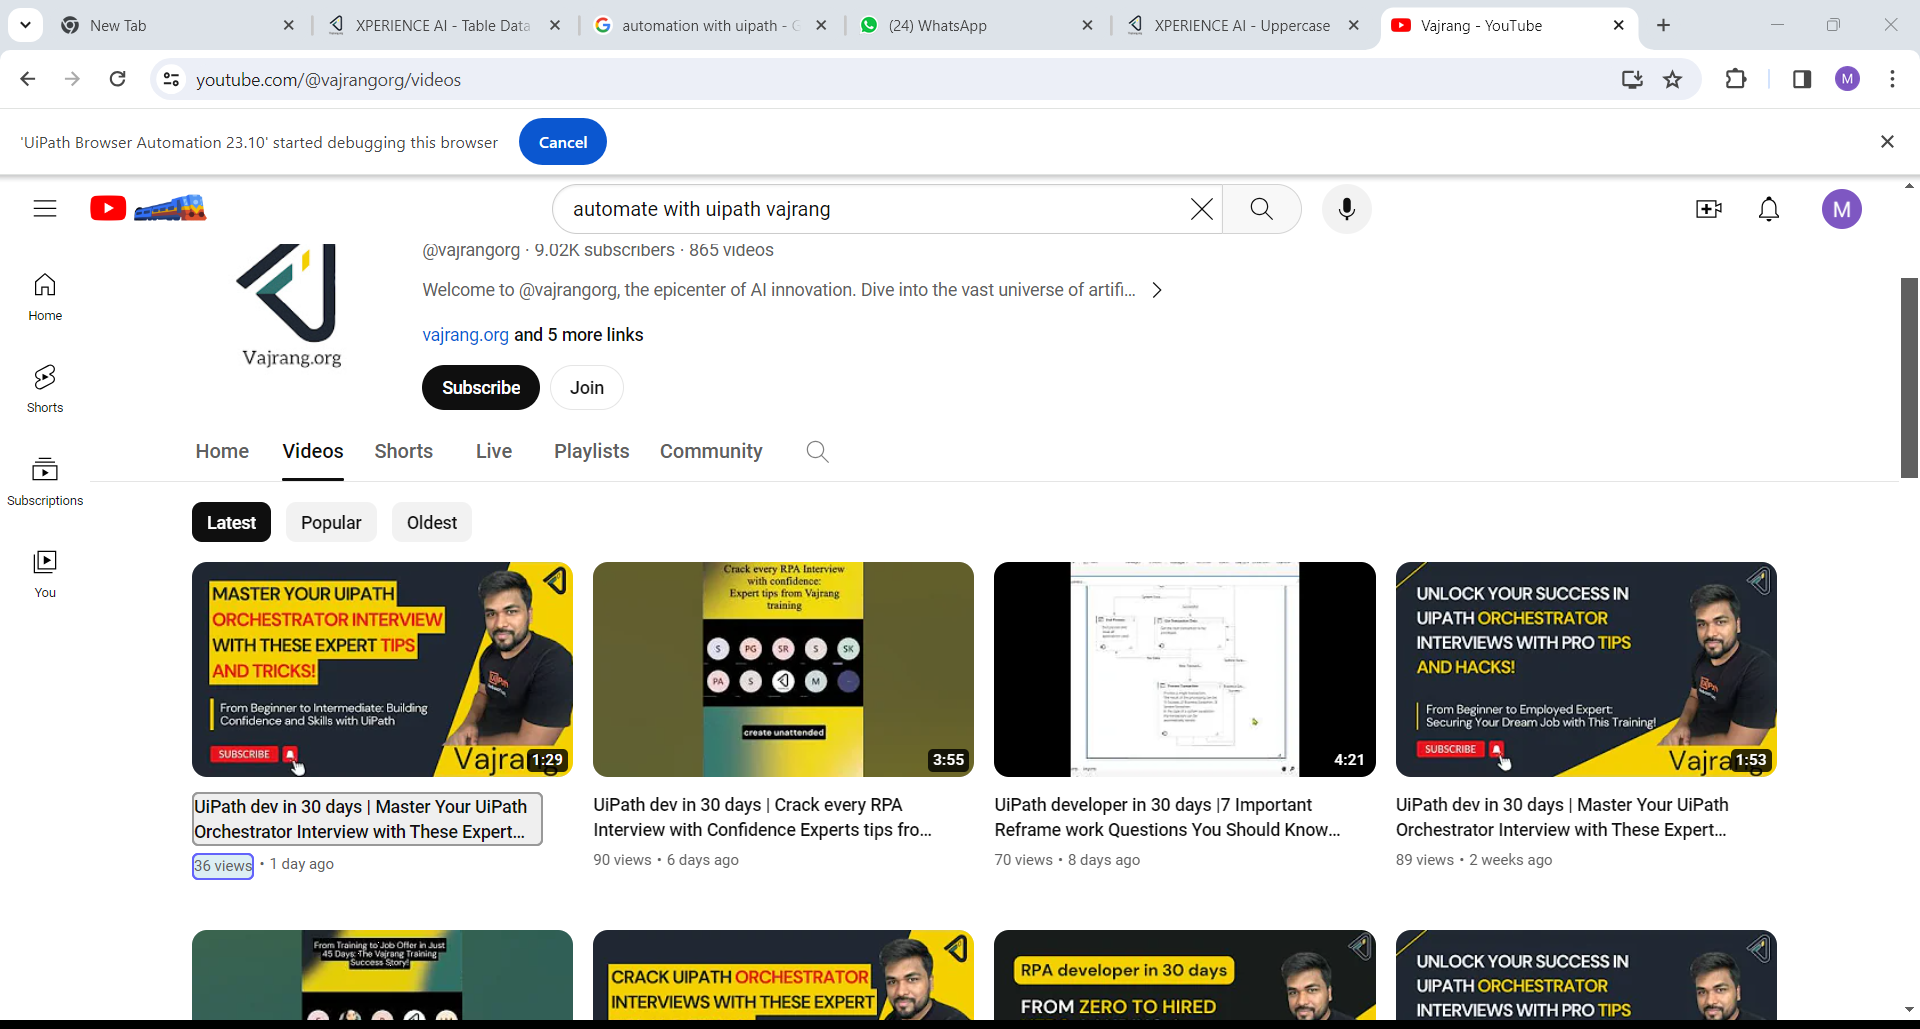 New Tab
XPERIENCE AI - Table Data
automation with uipath - G
(24) WhatsApp
XPERIENCE AI - Uppercase
Vajrang - YouTube
youtube.com/@vajrangorg/videos
M
'UiPath Browser Automation 23.10' started debugging this browser
Cancel
automate with uipath vajrang
M
@vajrangorg · 9.02K subscribers · 865 videos
Welcome to @vajrangorg, the epicenter of AI innovation. Dive into the vast universe of artifi...
vajrang.org and 5 more links
Vajrang.org
Subscribe
Join
Home
Shorts
Subscriptions
You
Home
Videos
Shorts
Live
Playlists
Community
Latest
Popular
Oldest
MASTER YOUR UIPATH
ORCHESTRATOR INTERVIEW
WITH THESE EXPERT TIPS
AND TRICKS!
From Beginner to Intermediate: Building
Confidence and Skills with UiPath
SUBSCRIBE
Vajra
1:29
Crack every RPA Interview
with confidence:
Expert tips from Vajrang
training
S PG SR S SK
PA S M
create unattended
3:55
4:21
UNLOCK YOUR SUCCESS IN
UIPATH ORCHESTRATOR
INTERVIEWS WITH PRO TIPS
AND HACKS!
From Beginner to Employed Expert:
Securing Your Dream Job with This Training!
SUBSCRIBE
Vajra
1:53
UiPath dev in 30 days | Master Your UiPath
Orchestrator Interview with These Expert...
36 views • 1 day ago
UiPath dev in 30 days | Crack every RPA
Interview with Confidence Experts tips fro...
90 views • 6 days ago
UiPath developer in 30 days |7 Important
Reframe work Questions You Should Know...
70 views • 8 days ago
UiPath dev in 30 days | Master Your UiPath
Orchestrator Interview with These Expert...
89 views • 2 weeks ago
From Training to Job Offer in Just
45 Days: The Vajrang Training
Success Story!
CRACK UIPATH ORCHESTRATOR
INTERVIEWS WITH THESE EXPERT
RPA developer in 30 days
FROM ZERO TO HIRED
UNLOCK YOUR SUCCESS IN
UIPATH ORCHESTRATOR
INTERVIEWS WITH PRO TIPS